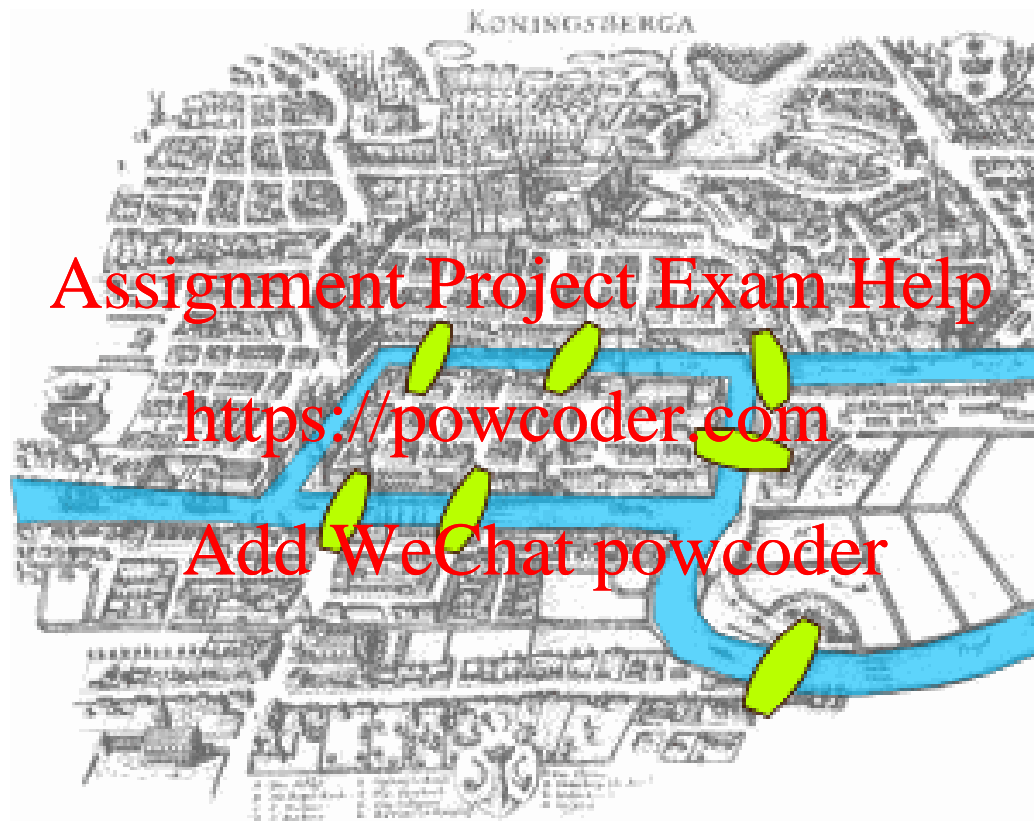 KONINGSBERGA
Assignment Project Exam Help
https://powcoder.com
Add WeChat powcoder